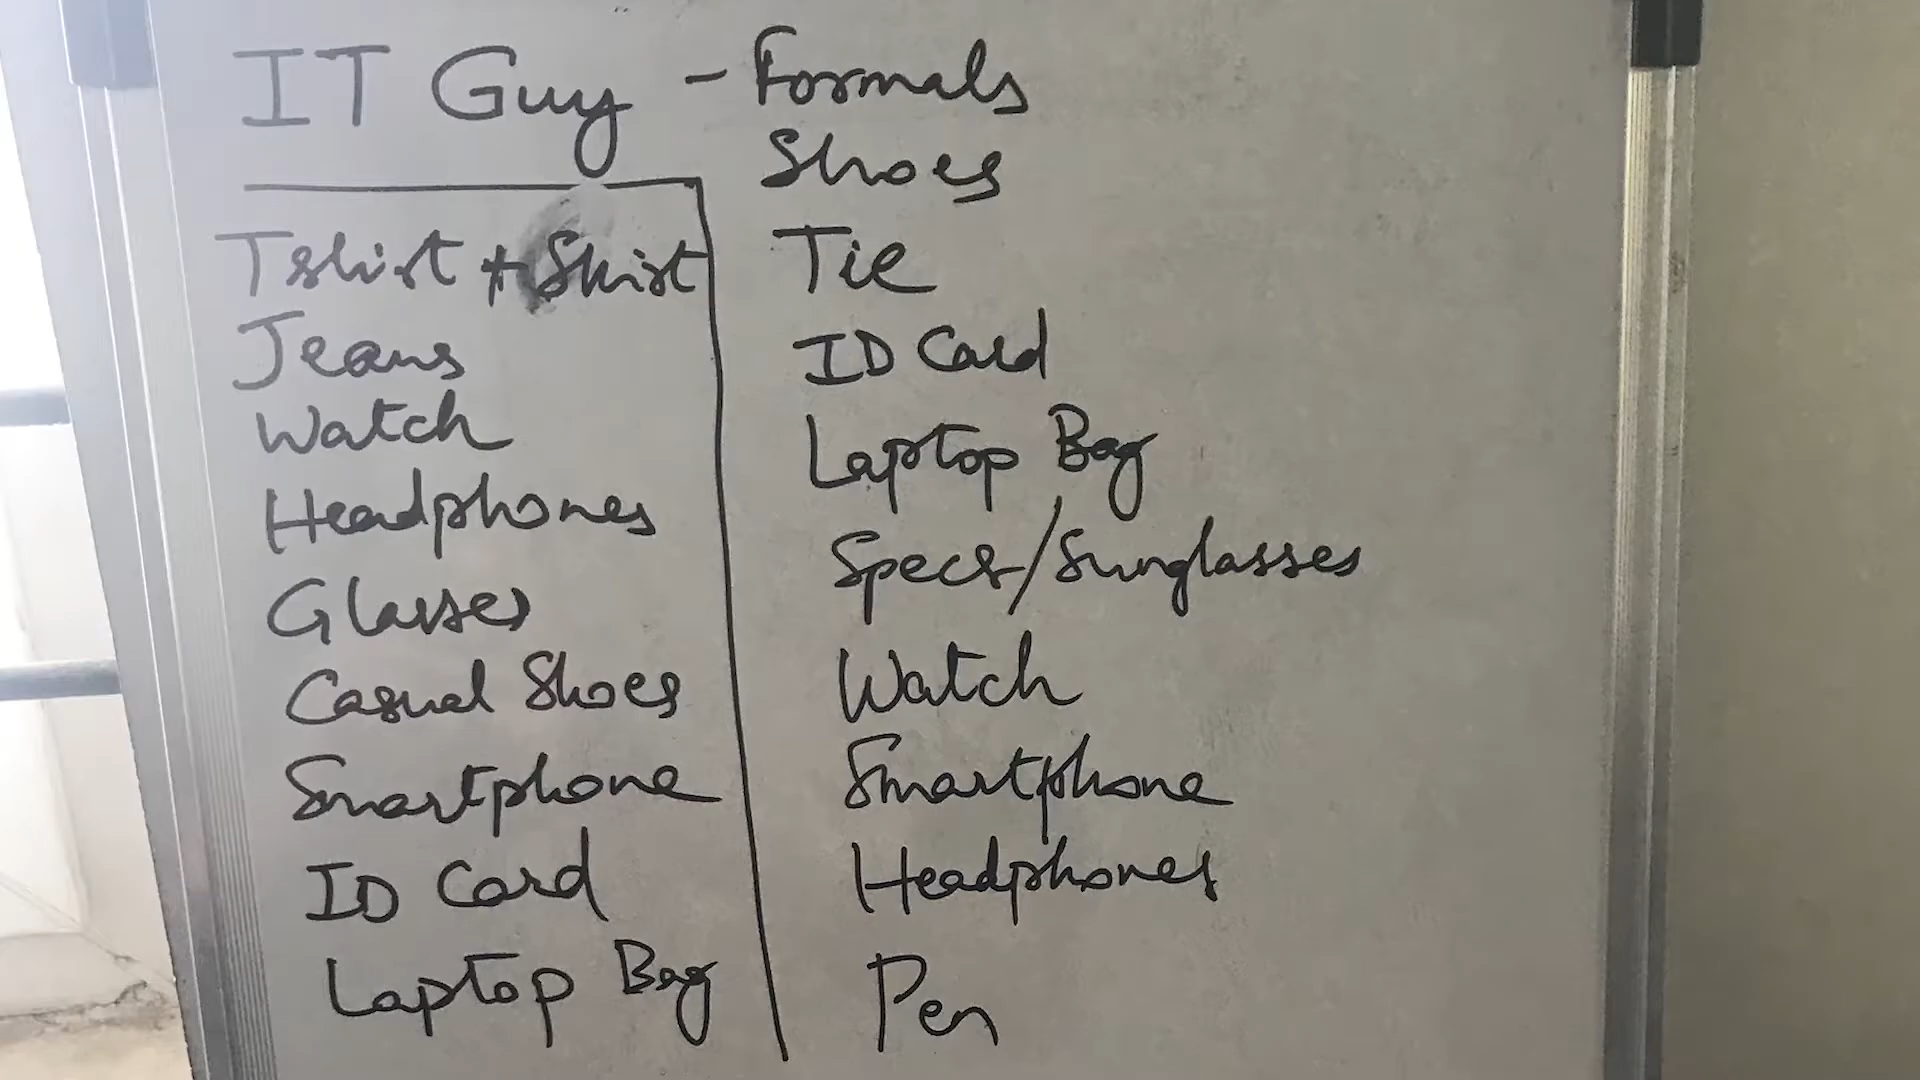 IT Guy - Formals
Shoes
Tshirt + Shirt
Jeans
Watch
Headphones
Glasses
Casual Shoes
Smartphone
ID Card
Laptop Bag
Tie
ID Card
Laptop Bag
Specs/Sunglasses
Watch
Smartphone
Headphones
Pen